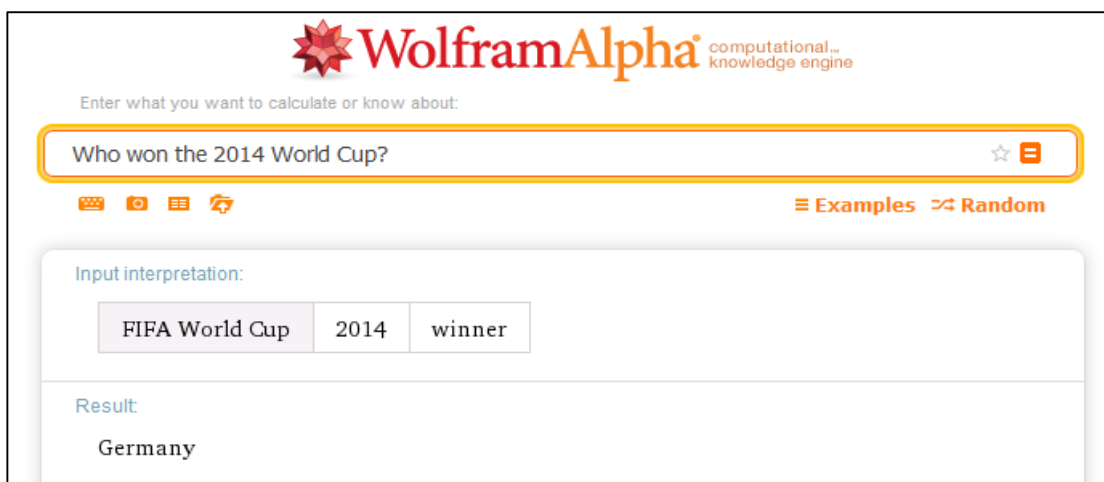 WolframAlpha computational... knowledge engine
Enter what you want to calculate or know about:
Who won the 2014 World Cup?
Examples Random
Input interpretation:
FIFA World Cup 2014 winner
Result:
Germany